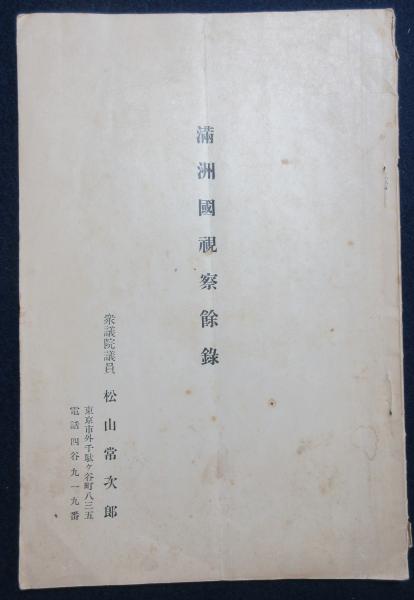 滿洲國視察餘錄
衆議院議員 松山常次郎
東京市外千駄ヶ谷町八三五
電話四谷九一九番